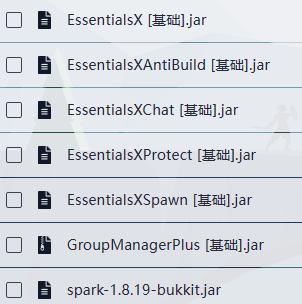 EssentialsX [基础].jar
EssentialsXAntiBuild [基础].jar
EssentialsXChat [基础].jar
EssentialsXProtect [基础].jar
EssentialsXSpawn [基础].jar
GroupManagerPlus [基础].jar
spark-1.8.19-bukkit.jar